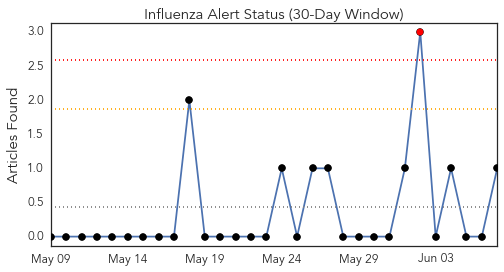 Influenza Alert Status (30-Day Window)
Articles Found
3.0
2.5
2.0
1.5
1.0
0.5
0.0
May 09 May 14 May 19 May 24 May 29 Jun 03